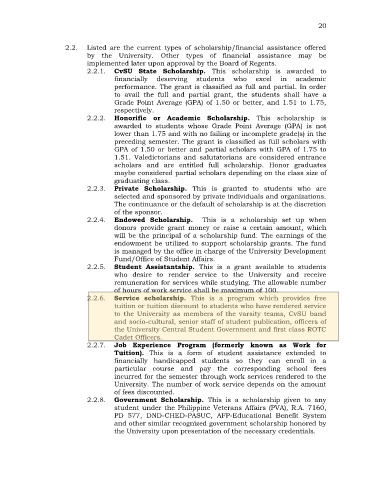 20
2.2. Listed are the current types of scholarship/financial assistance offered
by the University. Other types of financial assistance may be
implemented later upon approval by the Board of Regents.
2.2.1. CvSU State Scholarship. This scholarship is awarded to
financially deserving students who excel in academic
performance. The grant is classified as full and partial. In order
to avail the full and partial grant, the students shall have a
Grade Point Average (GPA) of 1.50 or better, and 1.51 to 1.75,
respectively.
2.2.2. Honorific or Academic Scholarship. This scholarship is
awarded to students whose Grade Point Average (GPA) is not
lower than 1.75 and with no failing or incomplete grade(s) in the
preceding semester. The grant is classified as full scholars with
GPA of 1.50 or better and partial scholars with GPA of 1.75 to
1.51. Valedictorians and salutatorians are considered entrance
scholars and are entitled full scholarship. Honor graduates
maybe considered partial scholars depending on the class size of
graduating class.
2.2.3. Private Scholarship. This is granted to students who are
selected and sponsored by private individuals and organizations.
The continuance or the default of scholarship is at the discretion
of the sponsor.
2.2.4. Endowed Scholarship. This is a scholarship set up when
donors provide grant money or raise a certain amount, which
will be the principal of a scholarship fund. The earnings of the
endowment be utilized to support scholarship grants. The fund
is managed by the office in charge of the University Development
Fund/Office of Student Affairs.
2.2.5. Student Assistantship. This is a grant available to students
who desire to render service to the University and receive
remuneration for services while studying. The allowable number
of hours of work service shall be maximum of 100.
2.2.6. Service scholarship. This is a program which provides free
tuition or tuition discount to students who have rendered service
to the University as members of the varsity teams, CvSU band
and socio-cultural, senior staff of student publication, officers of
the University Central Student Government and first class ROTC
Cadet Officers.
2.2.7. Job Experience Program (formerly known as Work for
Tuition). This is a form of student assistance extended to
financially handicapped students so they can enroll in a
particular course and pay the corresponding school fees
incurred for the semester through work services rendered to the
University. The number of work service depends on the amount
of fees discounted.
2.2.8. Government Scholarship. This is a scholarship given to any
student under the Philippine Veterans Affairs (PVA), R.A. 7160,
PD 577, DND-CHED-PASUC, AFP-Educational Benefit System
and other similar recognized government scholarship honored by
the University upon presentation of the necessary credentials.